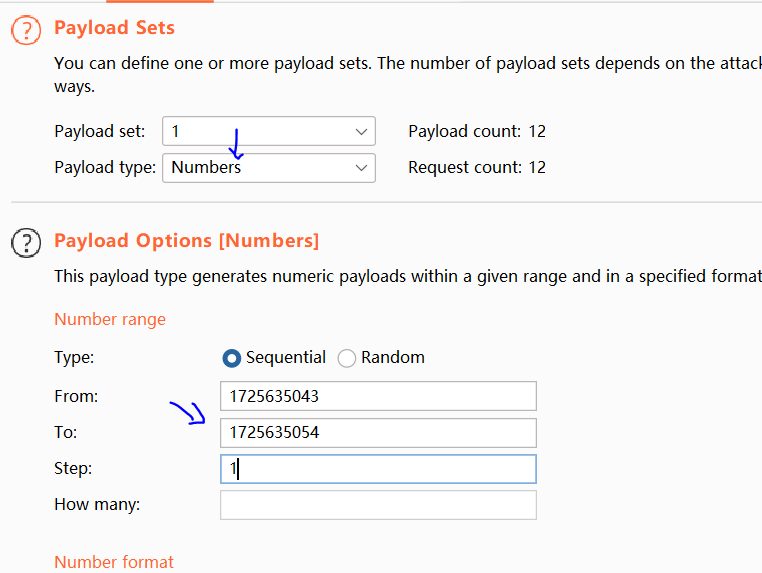 Payload Sets
You can define one or more payload sets. The number of payload sets depends on the attack
ways.
Payload set: 1 Payload count: 12
Payload type: Numbers Request count: 12
Payload Options [Numbers]
This payload type generates numeric payloads within a given range and in a specified format
Number range
Type: Sequential Random
From: 1725635043
To: 1725635054
Step: 1
How many:
Number format